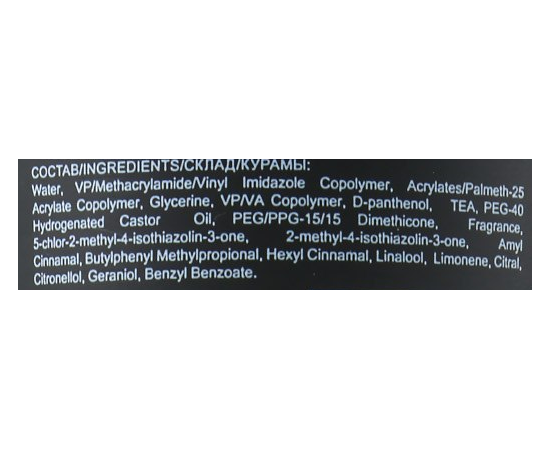 СОСТАВ/INGREDIENTS/СКЛАД/КУРАМЫ:
Water, VP/Methacrylamide/Vinyl Imidazole Copolymer, Acrylates/Palmeth-25
Acrylate Copolymer, Glycerine, VP/VA Copolymer, D-panthenol, TEA, PEG-40
Hydrogenated Castor Oil, PEG/PPG-15/15 Dimethicone, Fragrance,
5-chlor-2-methyl-4-isothiazolin-3-one, 2-methyl-4-isothiazolin-3-one, Amyl
Cinnamal, Butylphenyl Methylpropional, Hexyl Cinnamal, Linalool, Limonene, Citral,
Citronellol, Geraniol, Benzyl Benzoate.